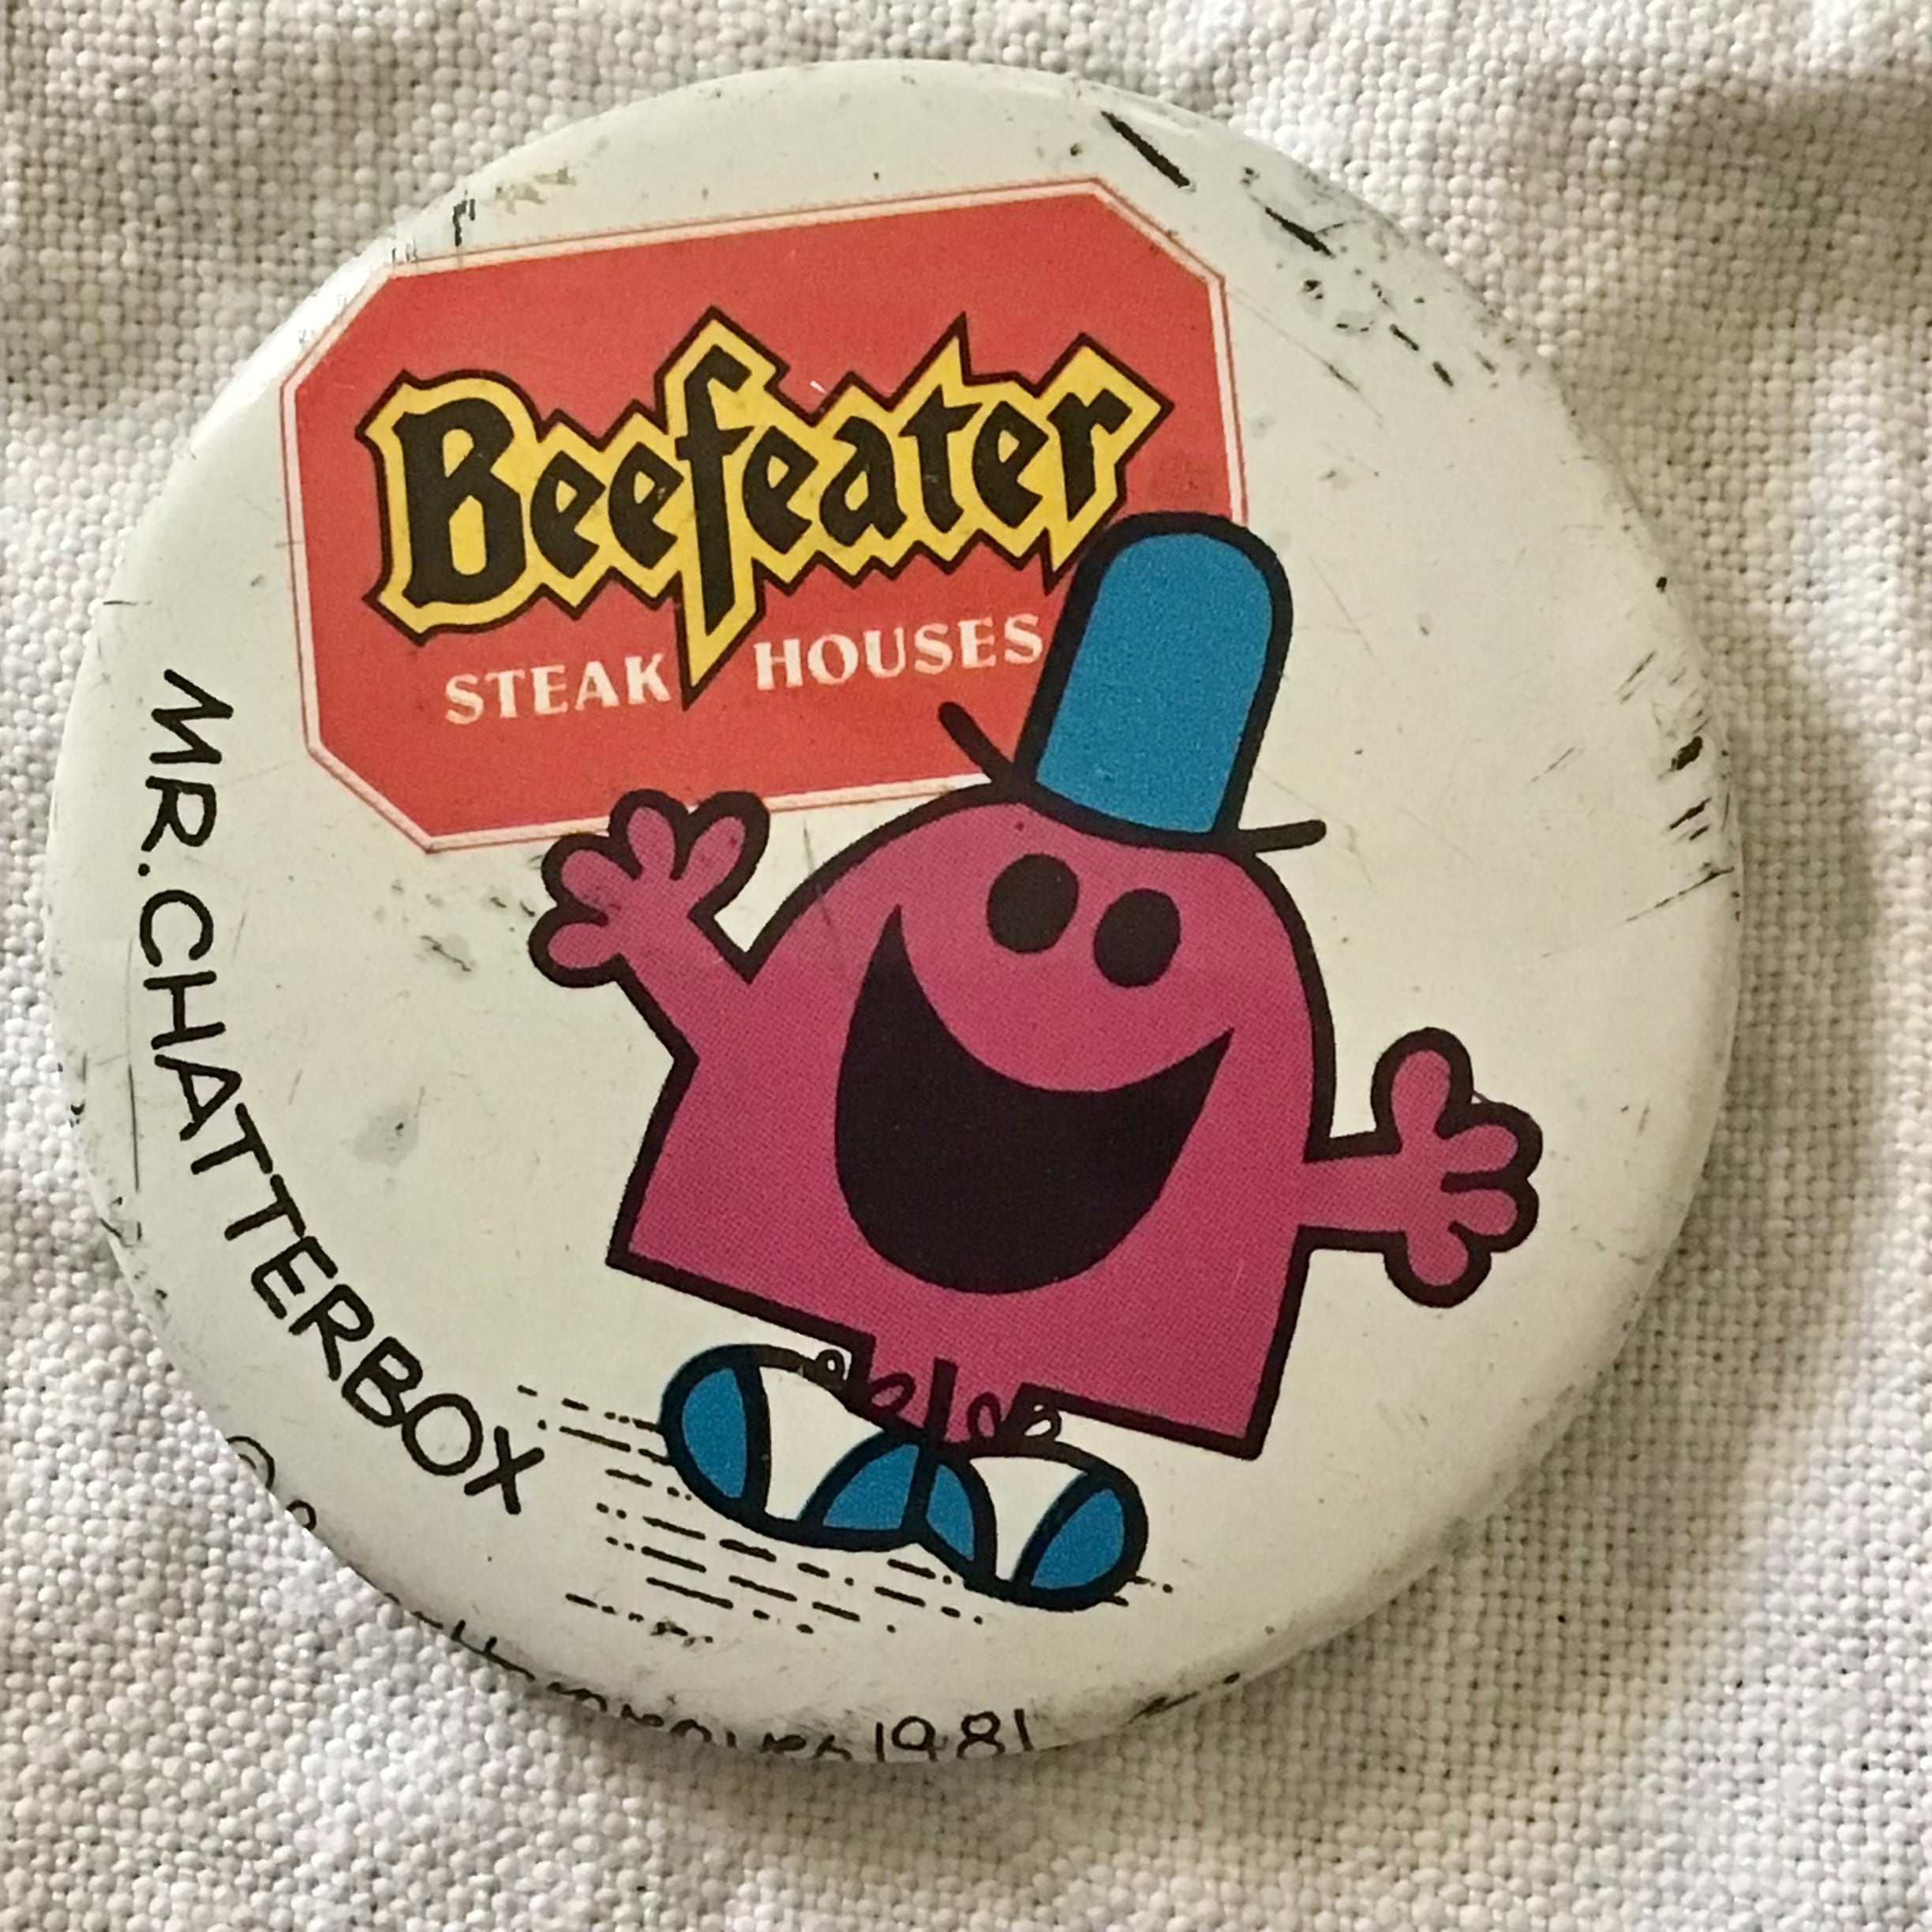 Beefeater
STEAK HOUSES
MR. CHATTERBOX
1981